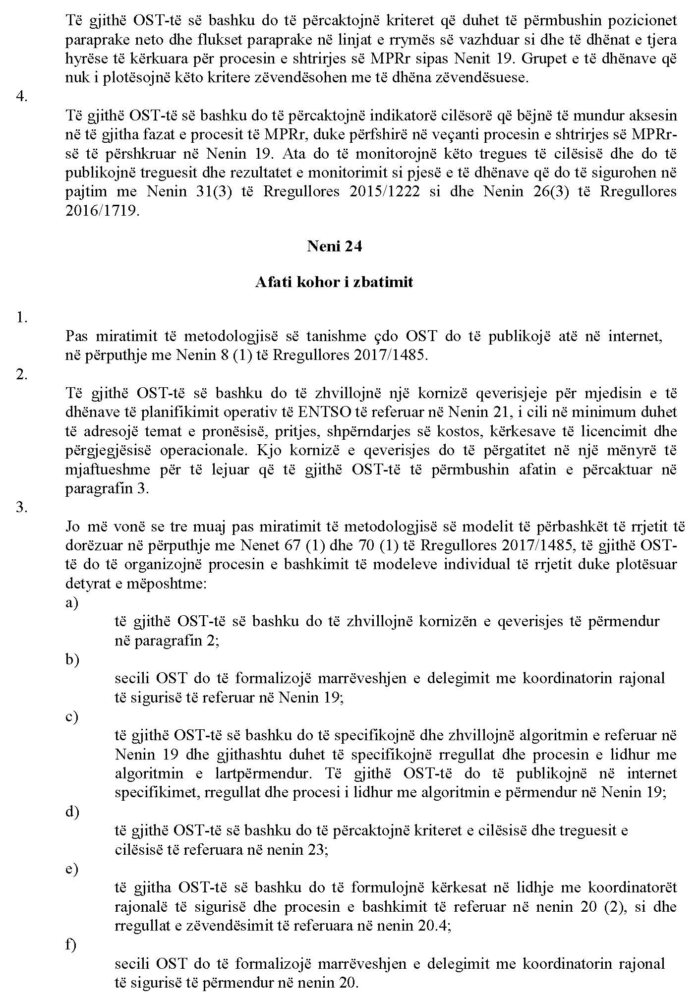 Të gjithë OST-të së bashku do të përcaktojnë kriteret që duhet të përmbushin pozicionet
paraprake neto dhe flukset paraprake në linjat e rrymës së vazhduar si dhe të dhënat e tjera
hyrëse të kërkuara për procesin e shtrirjes së MPRr sipas Nenit 19. Grupet e të dhënave që
nuk i plotësojnë këto kritere zëvendësohen me të dhëna zëvendësuese.
4.
Të gjithë OST-të së bashku do të përcaktojnë indikatorë cilësorë që bëjnë të mundur aksesin
në të gjitha fazat e procesit të MPRr, duke përfshirë në veçanti procesin e shtrirjes së MPRr-
së të përshkruar në Nenin 19. Ata do të monitorojnë këto tregues të cilësisë dhe do të
publikojnë treguesit dhe rezultatet e monitorimit si pjesë e të dhënave që do të sigurohen në
pajtim me Nenin 31(3) të Rregullores 2015/1222 si dhe Nenin 26(3) të Rregullores
2016/1719.
Neni 24
Afati kohor i zbatimit
1.
Pas miratimit të metodologjisë së tanishme çdo OST do të publikojë atë në internet,
në përputhje me Nenin 8 (1) të Rregullores 2017/1485.
2.
Të gjithë OST-të së bashku do të zhvillojnë një kornizë qeverisjeje për mjedisin e të
dhënave të planifikimit operativ të ENTSO të referuar në Nenin 21, i cili në minimum duhet
të adresojë temat e pronësisë, pritjes, shpërndarjes së kostos, kërkesave të licencimit dhe
përgjegjësisë operacionale. Kjo kornizë e qeverisjes do të përgatitet në një mënyrë të
mjaftueshme për të lejuar që të gjithë OST-të të përmbushin afatin e përcaktuar në
paragrafin 3.
3.
Jo më vonë se tre muaj pas miratimit të metodologjisë së modelit të përbashkët të rrjetit të
dorëzuar në përputhje me Nenet 67 (1) dhe 70 (1) të Rregullores 2017/1485, të gjithë OST-
të do të organizojnë procesin e bashkimit të modeleve individual të rrjetit duke plotësuar
detyrat e mëposhtme:
a)
të gjithë OST-të së bashku do të zhvillojnë kornizën e qeverisjes të përmendur
në paragrafin 2;
b)
secili OST do të formalizojë marrëveshjen e delegimit me koordinatorin rajonal
të sigurisë të referuar në Nenin 19;
c)
të gjithë OST-të së bashku do të specifikojnë dhe zhvillojnë algoritmin e referuar në
Nenin 19 dhe gjithashtu duhet të specifikojnë rregullat dhe procesin e lidhur me
algoritmin e lartpërmendur. Të gjithë OST-të do të publikojnë në internet
specifikimet, rregullat dhe procesi i lidhur me algoritmin e përmendur në Nenin 19;
d)
të gjithë OST-të së bashku do të përcaktojnë kriteret e cilësisë dhe treguesit e
cilësisë të referuara në nenin 23;
e)
të gjitha OST-të së bashku do të formulojnë kërkesat në lidhje me koordinatorët
rajonalë të sigurisë dhe procesin e bashkimit të referuar në nenin 20 (2), si dhe
rregullat e zëvendësimit të referuara në nenin 20.4;
f)
secili OST do të formalizojë marrëveshjen e delegimit me koordinatorin rajonal
të sigurisë të përmendur në nenin 20.